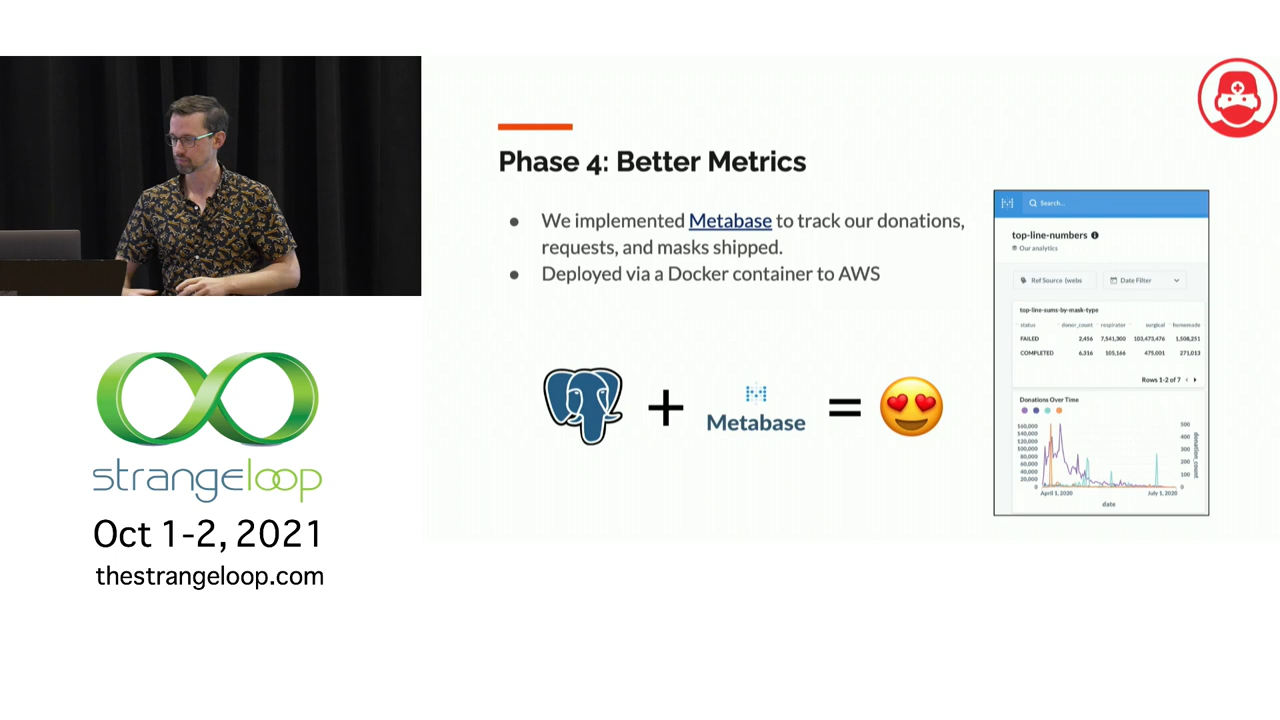 Phase 4: Better Metrics
● We implemented Metabase to track our donations,
requests, and masks shipped.
● Deployed via a Docker container to AWS
+ Metabase =
Search...
top-line-numbers
Our analytics
Ref Source (webs
Date Filter
top-line-sums-by-mask-type
status donor_count respirator surgical homemade
FAILED 2,456 7,541,300 103,473,476 1,508,251
COMPLETED 6,316 105,166 475,001 271,013
Rows 1-2 of 7
Donations Over Time
160,000
140,000
120,000
100,000
80,000
60,000
40,000
20,000
0
500
400
300
200
100
0
donation_count
April 1, 2020
July 1, 2020
date
strangeloop
Oct 1-2, 2021
thestrangeloop.com